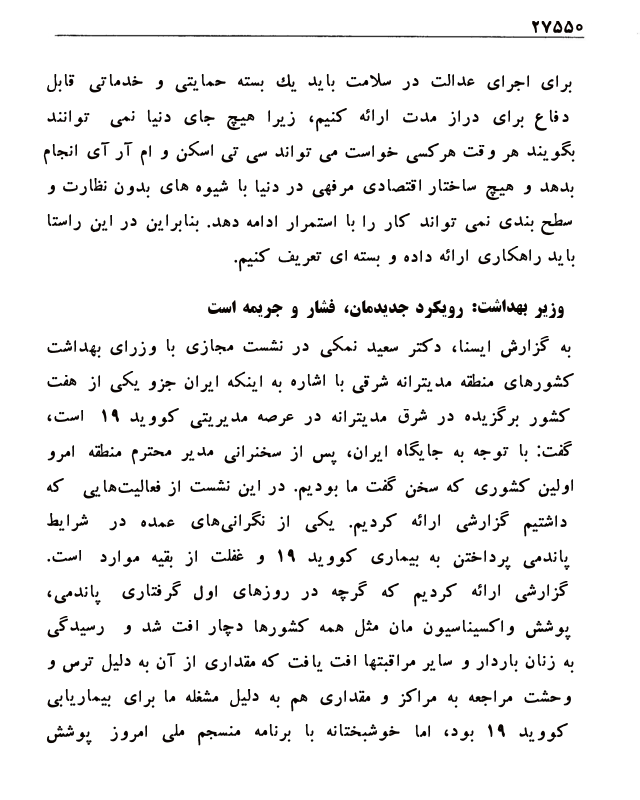 ۲۷۵۵۰
برای اجرای عدالت در سلامت باید یك بسته حمایتی و خدماتی قابل
دفاع برای دراز مدت ارائه کنیم، زیرا هیچ جای دنیا نمی توانند
بگویند هر وقت هرکسی خواست می تواند سی تی اسکن و ام آر آی انجام
بدهد و هیچ ساختار اقتصادی مرفهی در دنیا با شیوه های بدون نظارت و
سطح بندی نمی تواند کار را با استمرار ادامه دهد. بنابراین در این راستا
باید راهکاری ارائه داده و بسته ای تعریف کنیم.
وزیر بهداشت: رویکرد جدیدمان، فشار و جریمه است
به گزارش ایسنا، دکتر سعید نمکی در نشست مجازی با وزرای بهداشت
کشورهای منطقه مدیترانه شرقی با اشاره به اینکه ایران جزو یکی از هفت
کشور برگزیده در شرق مدیترانه در عرصه مدیریتی کووید ۱۹ است،
گفت: با توجه به جایگاه ایران، پس از سخنرانی مدیر محترم منطقه امرو
اولین کشوری که سخن گفت ما بودیم. در این نشست از فعالیت‌هایی که
داشتیم گزارشی ارائه کردیم. یکی از نگرانی‌های عمده در شرایط
پاندمی پرداختن به بیماری کووید ۱۹ و غفلت از بقیه موارد است.
گزارشی ارائه کردیم که گرچه در روزهای اول گرفتاری پاندمی،
پوشش واکسیناسیون مان مثل همه کشورها دچار افت شد و رسیدگی
به زنان باردار و سایر مراقبتها افت یافت که مقداری از آن به دلیل ترس و
وحشت مراجعه به مراکز و مقداری هم به دلیل مشغله ما برای بیماریابی
کووید ۱۹ بود، اما خوشبختانه با برنامه منسجم ملی امروز پوشش